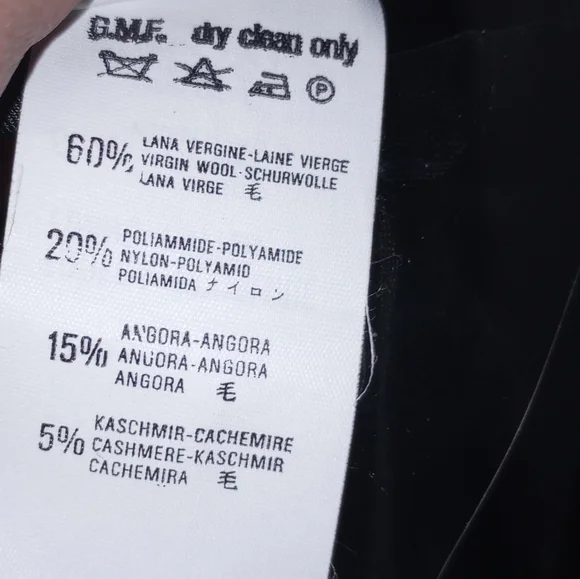 G.M.F. dry clean only
P
60% LANA VERGINE-LAINE VIERGE
VIRGIN WOOL-SCHURWOLLE
LANA VIRGE 毛
20% POLIAMMIDE-POLYAMIDE
NYLON-POLYAMID
POLIAMIDA ナイロン
15% ANGORA-ANGORA
ANGORA-ANGORA
ANGORA 毛
5% KASCHMIR-CACHEMIRE
CASHMERE-KASCHMIR
CACHEMIRA 毛